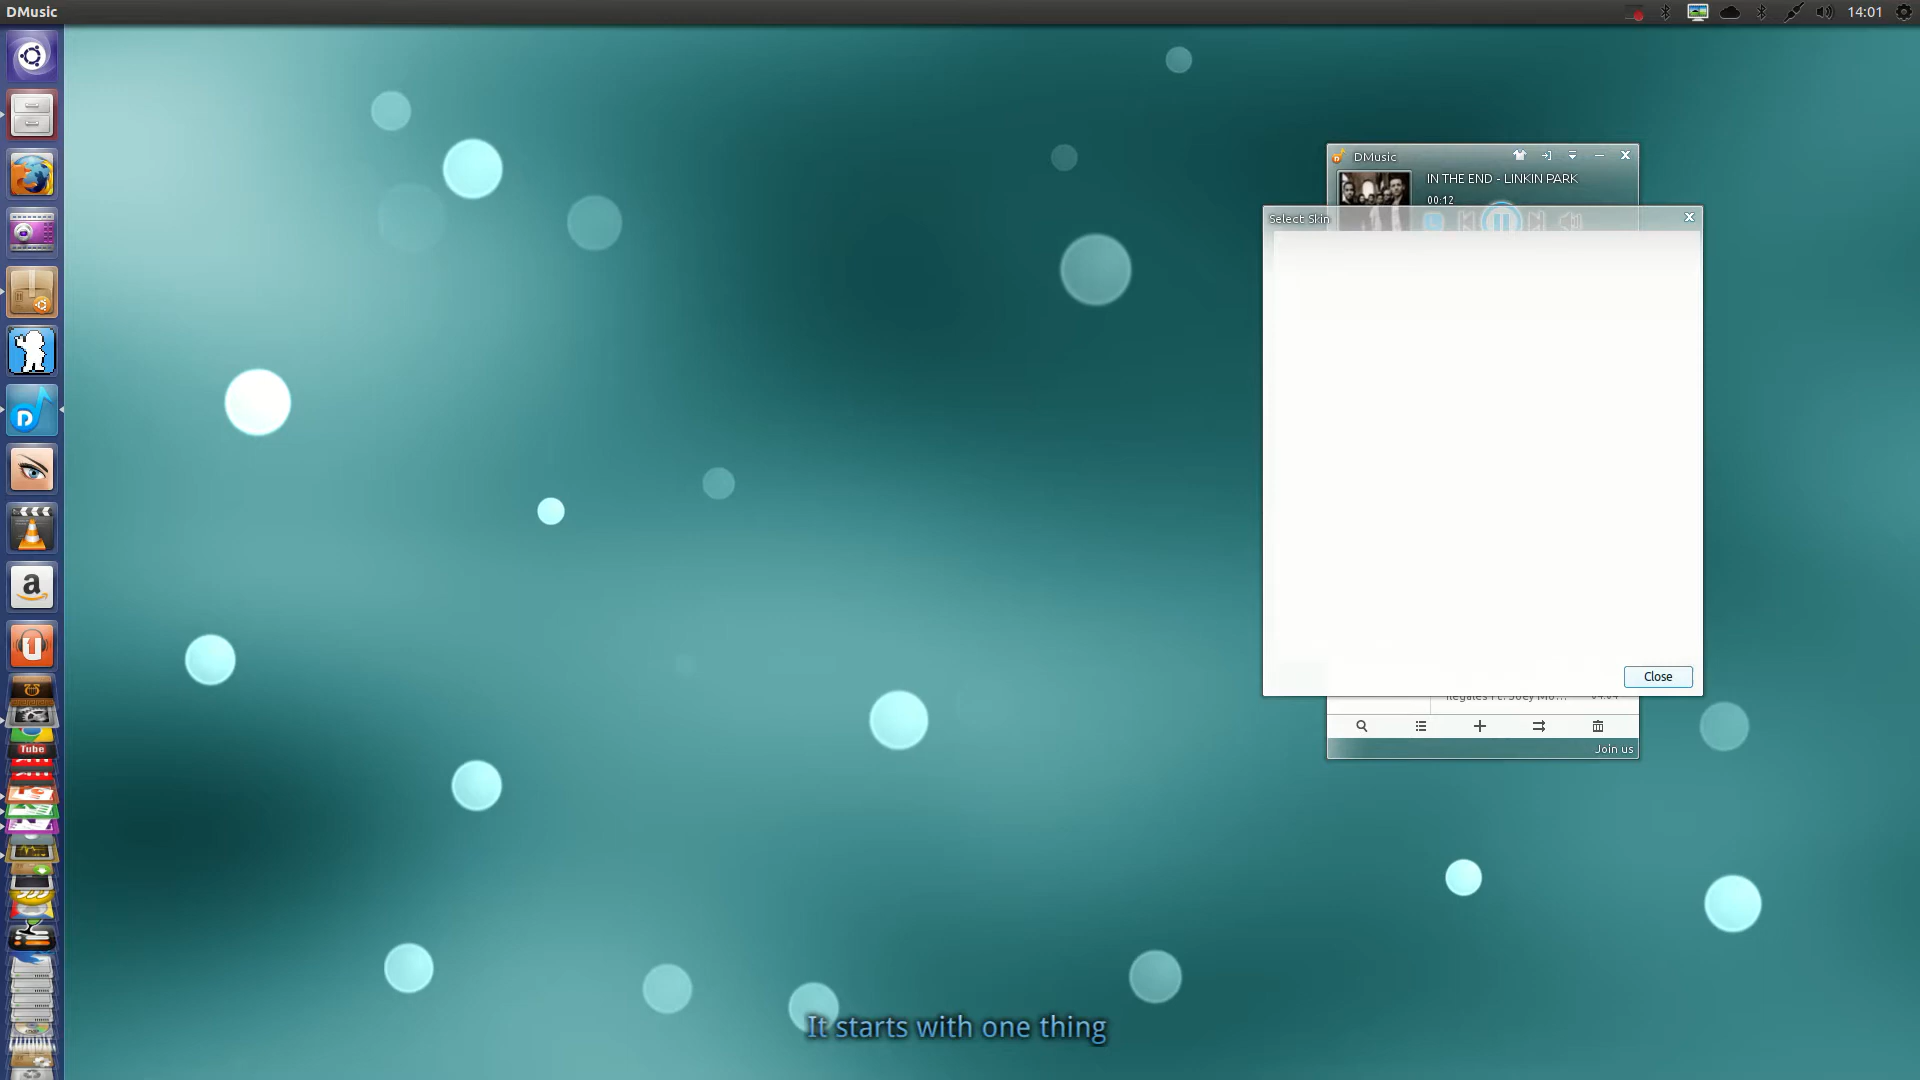 DMusic
14:01
DMusic
IN THE END - LINKIN PARK
00:12
Select Skin
Close
Join us
a
Tube
It starts with one thing